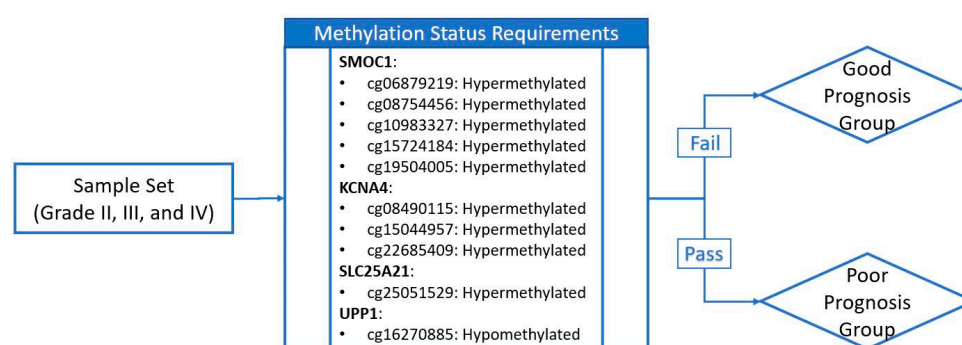 Methylation Status Requirements
SMOC1:
• cg06879219: Hypermethylated
• cg08754456: Hypermethylated
• cg10983327: Hypermethylated
• cg15724184: Hypermethylated
• cg19504005: Hypermethylated
KCNA4:
• cg08490115: Hypermethylated
• cg15044957: Hypermethylated
• cg22685409: Hypermethylated
SLC25A21:
• cg25051529: Hypermethylated
UPP1:
• cg16270885: Hypomethylated
Sample Set
(Grade II, III, and IV)
Fail
Good
Prognosis
Group
Pass
Poor
Prognosis
Group